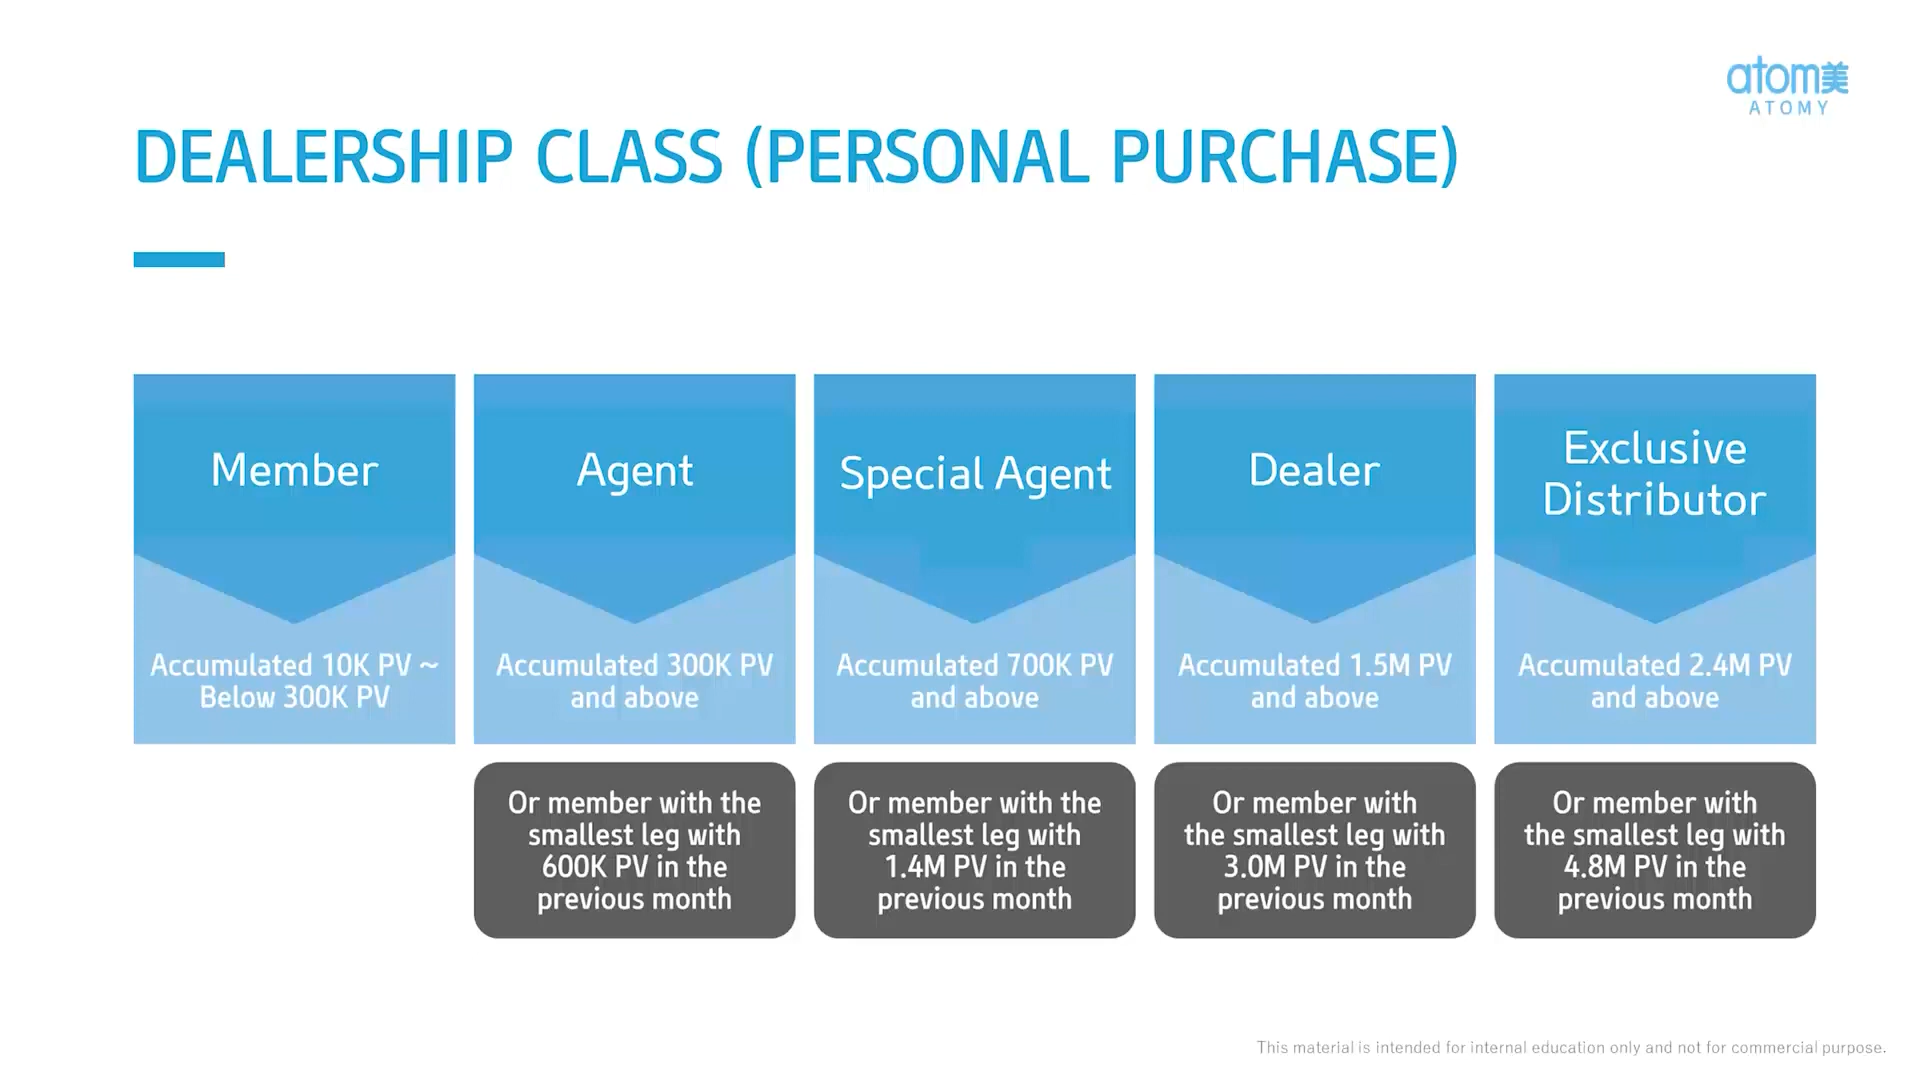 atom美
ATOMY
DEALERSHIP CLASS (PERSONAL PURCHASE)
Member
Accumulated 10K PV ~
Below 300K PV
Agent
Accumulated 300K PV
and above
Or member with the
smallest leg with
600K PV in the
previous month
Special Agent
Accumulated 700K PV
and above
Or member with the
smallest leg with
1.4M PV in the
previous month
Dealer
Accumulated 1.5M PV
and above
Or member with
the smallest leg with
3.0M PV in the
previous month
Exclusive
Distributor
Accumulated 2.4M PV
and above
Or member with
the smallest leg with
4.8M PV in the
previous month
This material is intended for internal education only and not for commercial purpose.